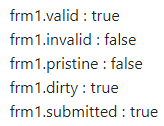 frm1.valid : true
frm1.invalid : false
frm1.pristine : false
frm1.dirty : true
frm1.submitted : true